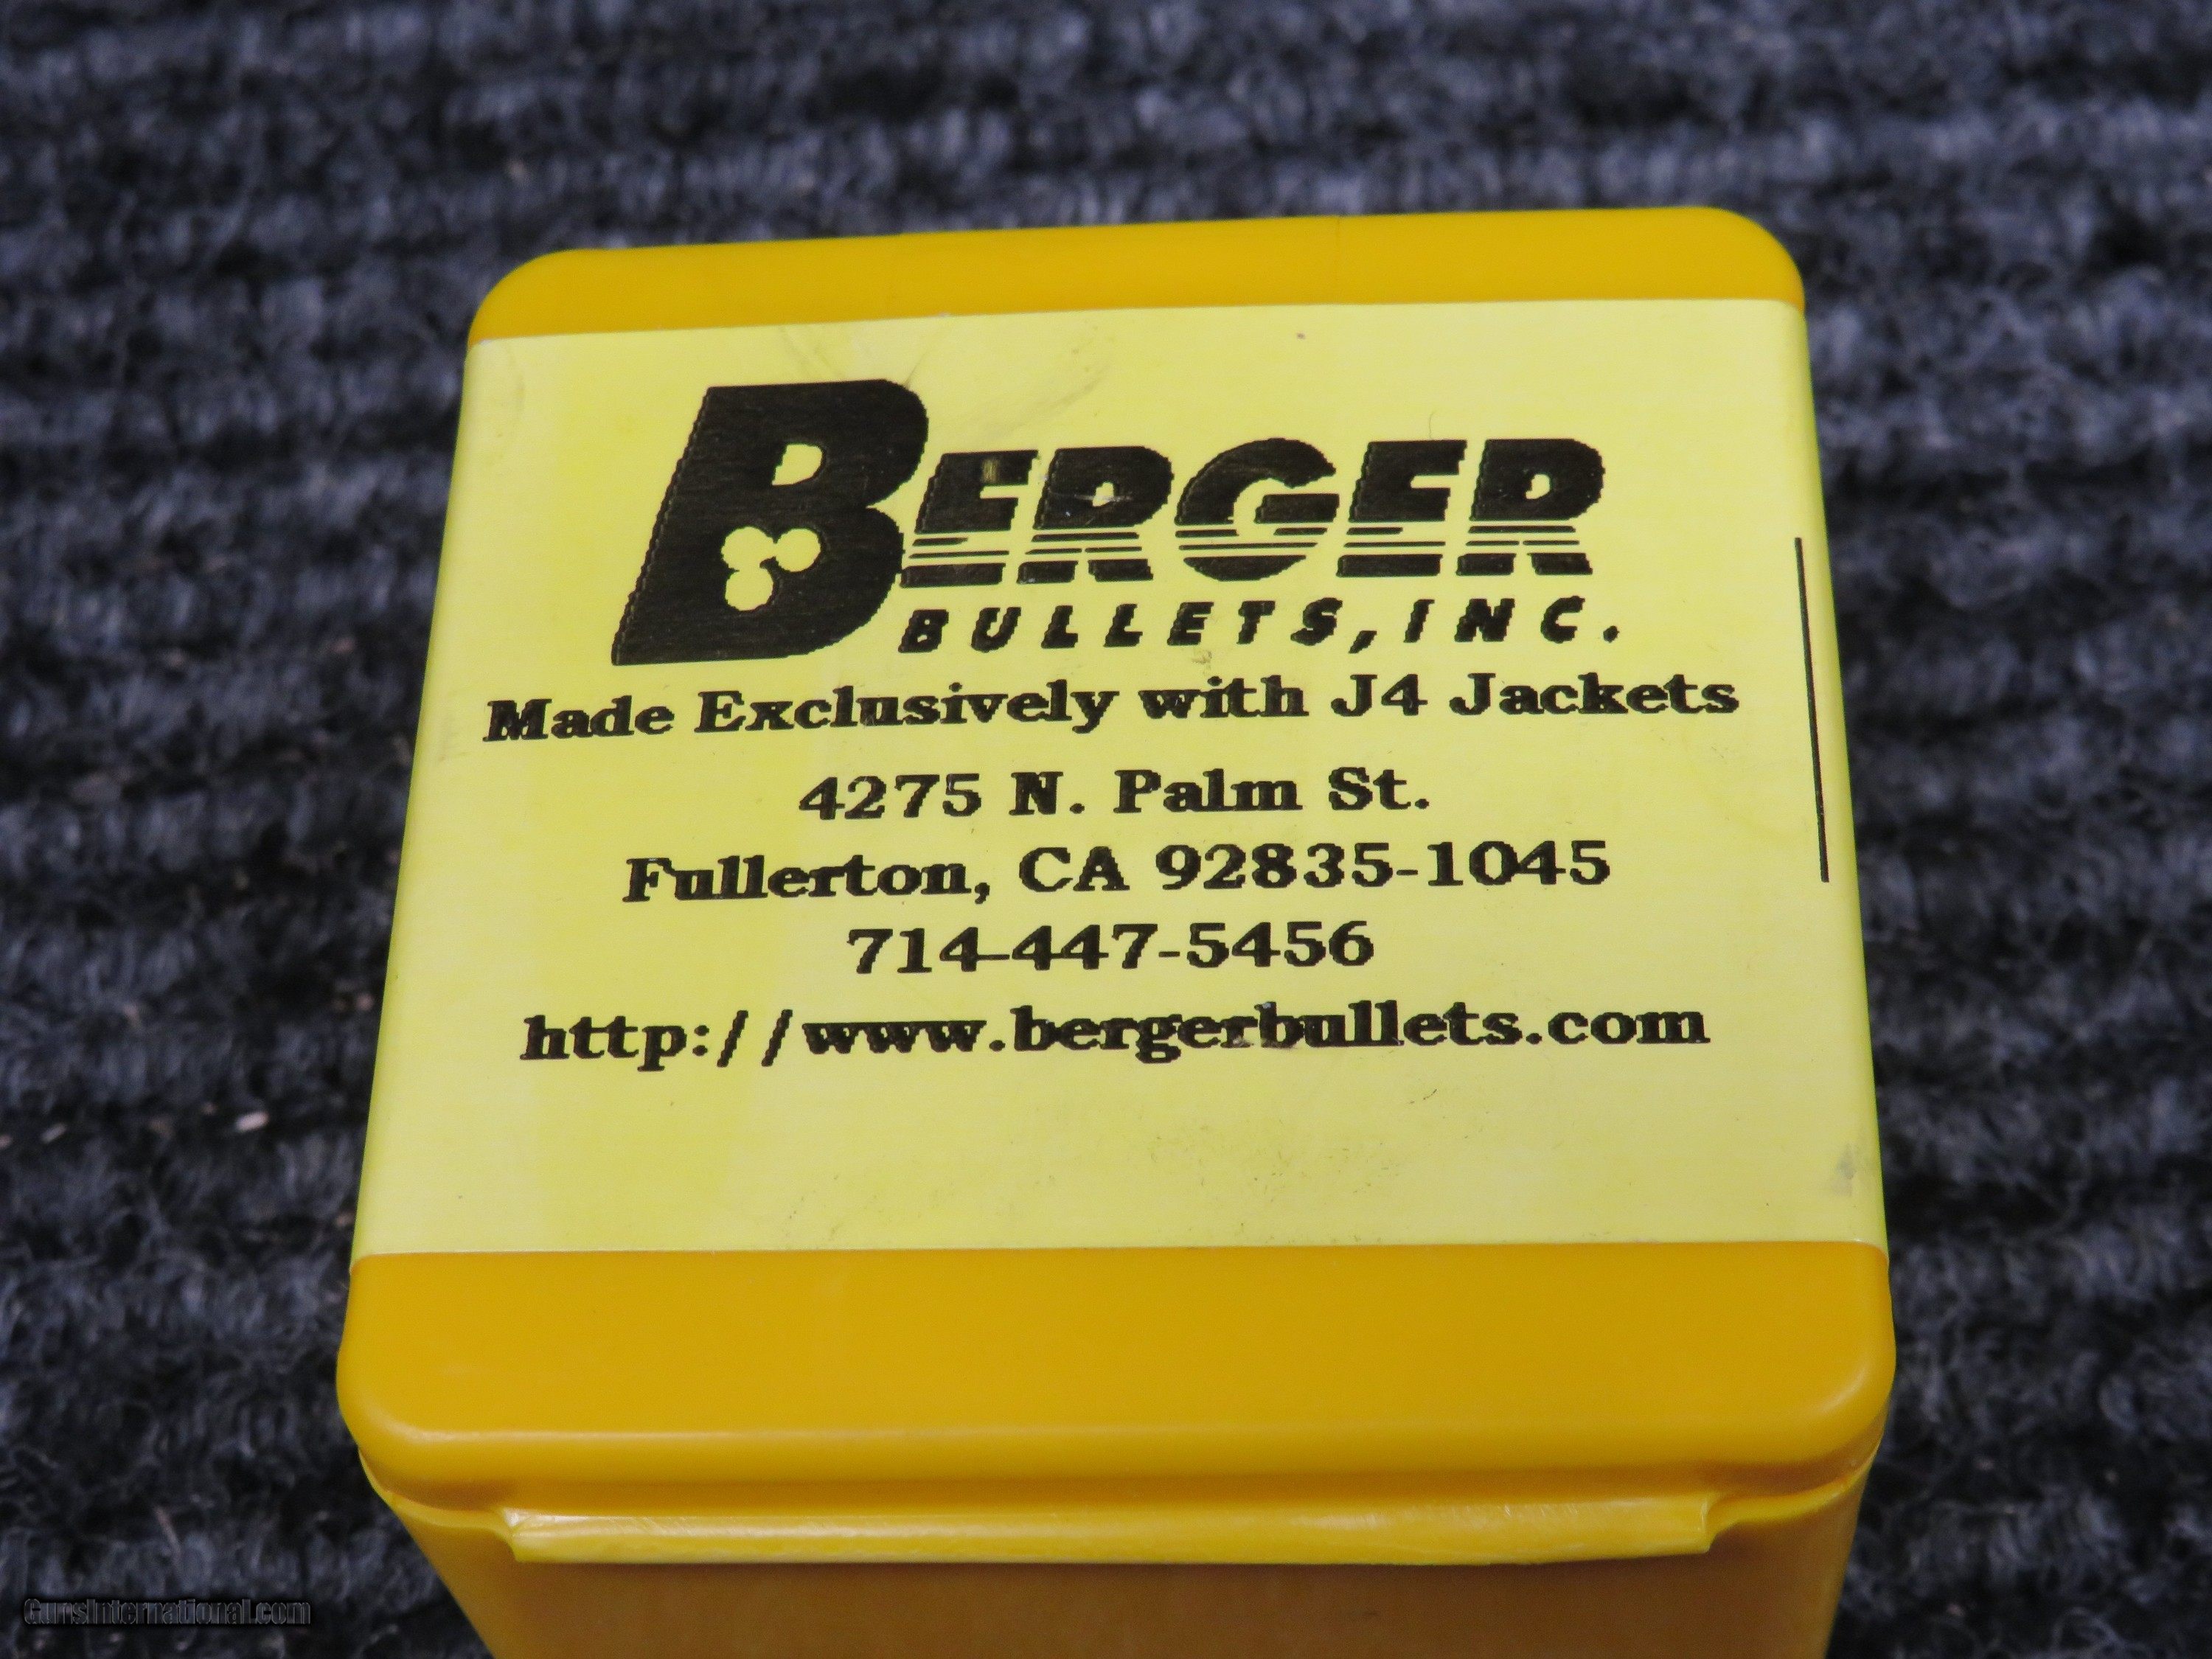 BERGER
BULLETS, INC.
Made Exclusively with J4 Jackets
4275 N. Palm St.
Fullerton, CA 92835-1045
714-447-5456
http://www.bergerbullets.com
GunsInternational.com